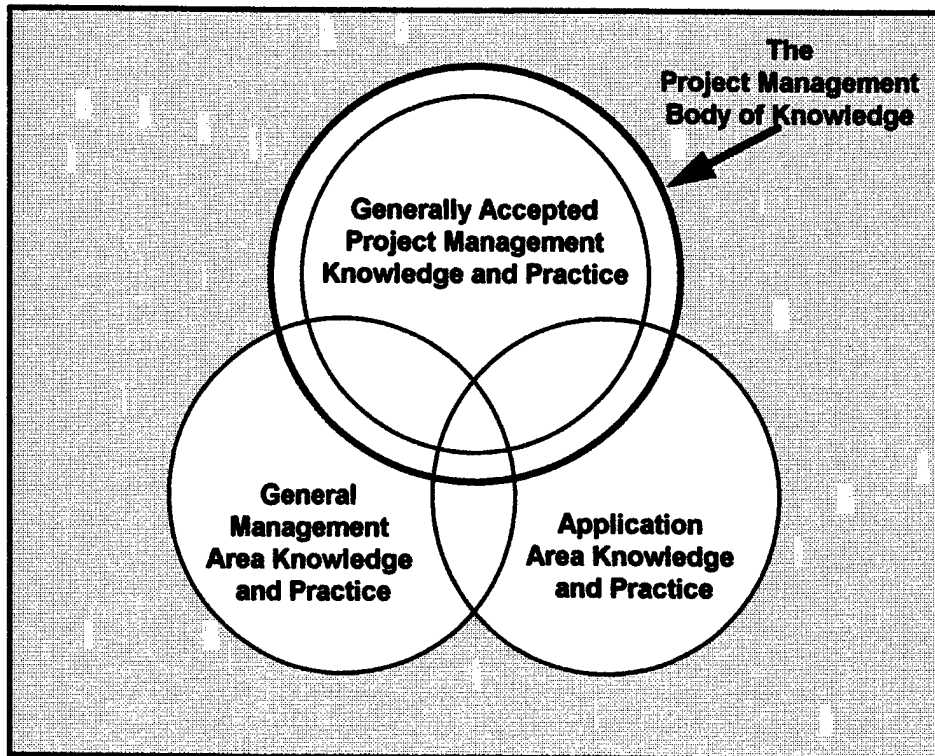 The
Project Management
Body of Knowledge
Generally Accepted
Project Management
Knowledge and Practice
General
Management
Area Knowledge
and Practice
Application
Area Knowledge
and Practice